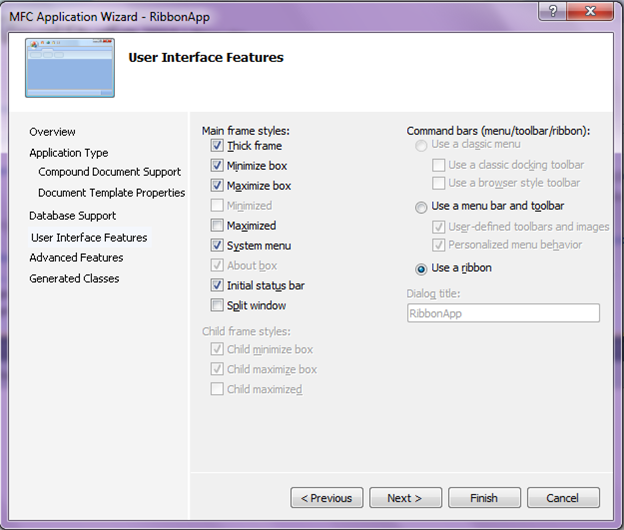 MFC Application Wizard - RibbonApp
User Interface Features
Overview
Application Type
Compound Document Support
Document Template Properties
Database Support
User Interface Features
Advanced Features
Generated Classes
Main frame styles:
Thick frame
Minimize box
Maximize box
Minimized
Maximized
System menu
About box
Initial status bar
Split window
Child frame styles:
Child minimize box
Child maximize box
Child maximized
Command bars (menu/toolbar/ribbon):
Use a classic menu
Use a classic docking toolbar
Use a browser style toolbar
Use a menu bar and toolbar
User-defined toolbars and images
Personalized menu behavior
Use a ribbon
Dialog title:
RibbonApp
< Previous
Next >
Finish
Cancel